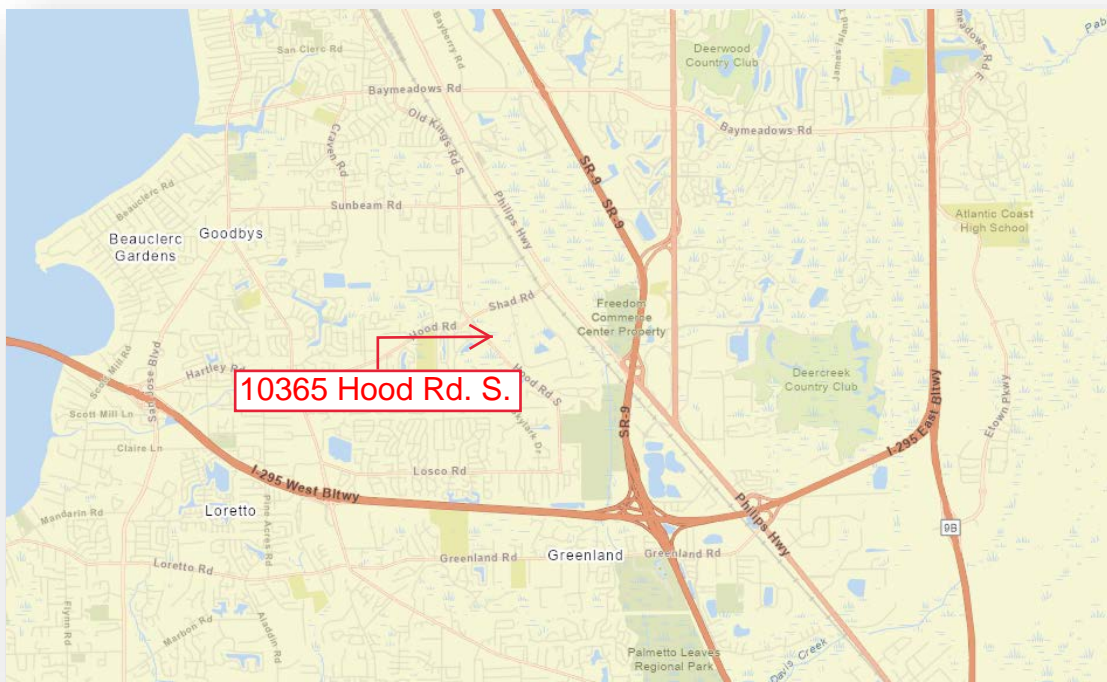 San Clerc Rd
Bayberry Rd
Deerwood
Country Club
James Island
Baymeadows Rd
Old Kings Rd S
Craven Rd
Baymeadows Rd
SR-9
SR-9
Beauclerc Rd
Sunbeam Rd
Philips Hwy
Atlantic Coast
High School
Beauclerc
Gardens
Goodbys
Shad Rd
Freedom
Commerce
Center Property
Hood Rd
Hartley Rd
10365 Hood Rd. S.
Hood Rd S
Deercreek
Country Club
Scott Mill Rd
San Jose Blvd
Scott Mill Ln
Claire Ln
Skylark Dr
SR-9
I-295 East Bltwy
Etown Pkwy
Losco Rd
I-295 West Bltwy
Loretto
Pine Acres Rd
Mandarin Rd
Philips Hwy
9B
Greenland Rd
Greenland
Greenland Rd
Loretto Rd
Flynn Rd
Marbon Rd
Aladdin Rd
Palmetto Leaves
Regional Park
Davis Creek